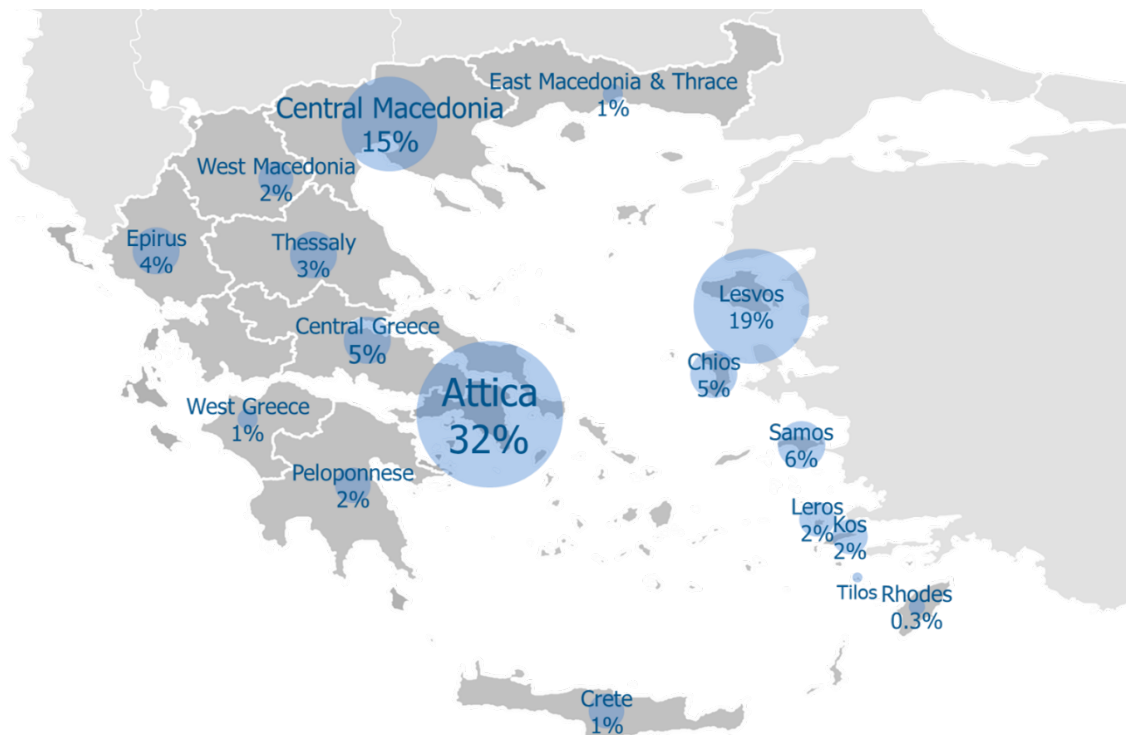 East Macedonia & Thrace
1%
Central Macedonia
15%
West Macedonia
2%
Epirus
4%
Thessaly
3%
Lesvos
19%
Central Greece
5%
Chios
5%
Attica
32%
West Greece
1%
Samos
6%
Peloponnese
2%
Leros
2%
Kos
2%
Tilos
Rhodes
0.3%
Crete
1%